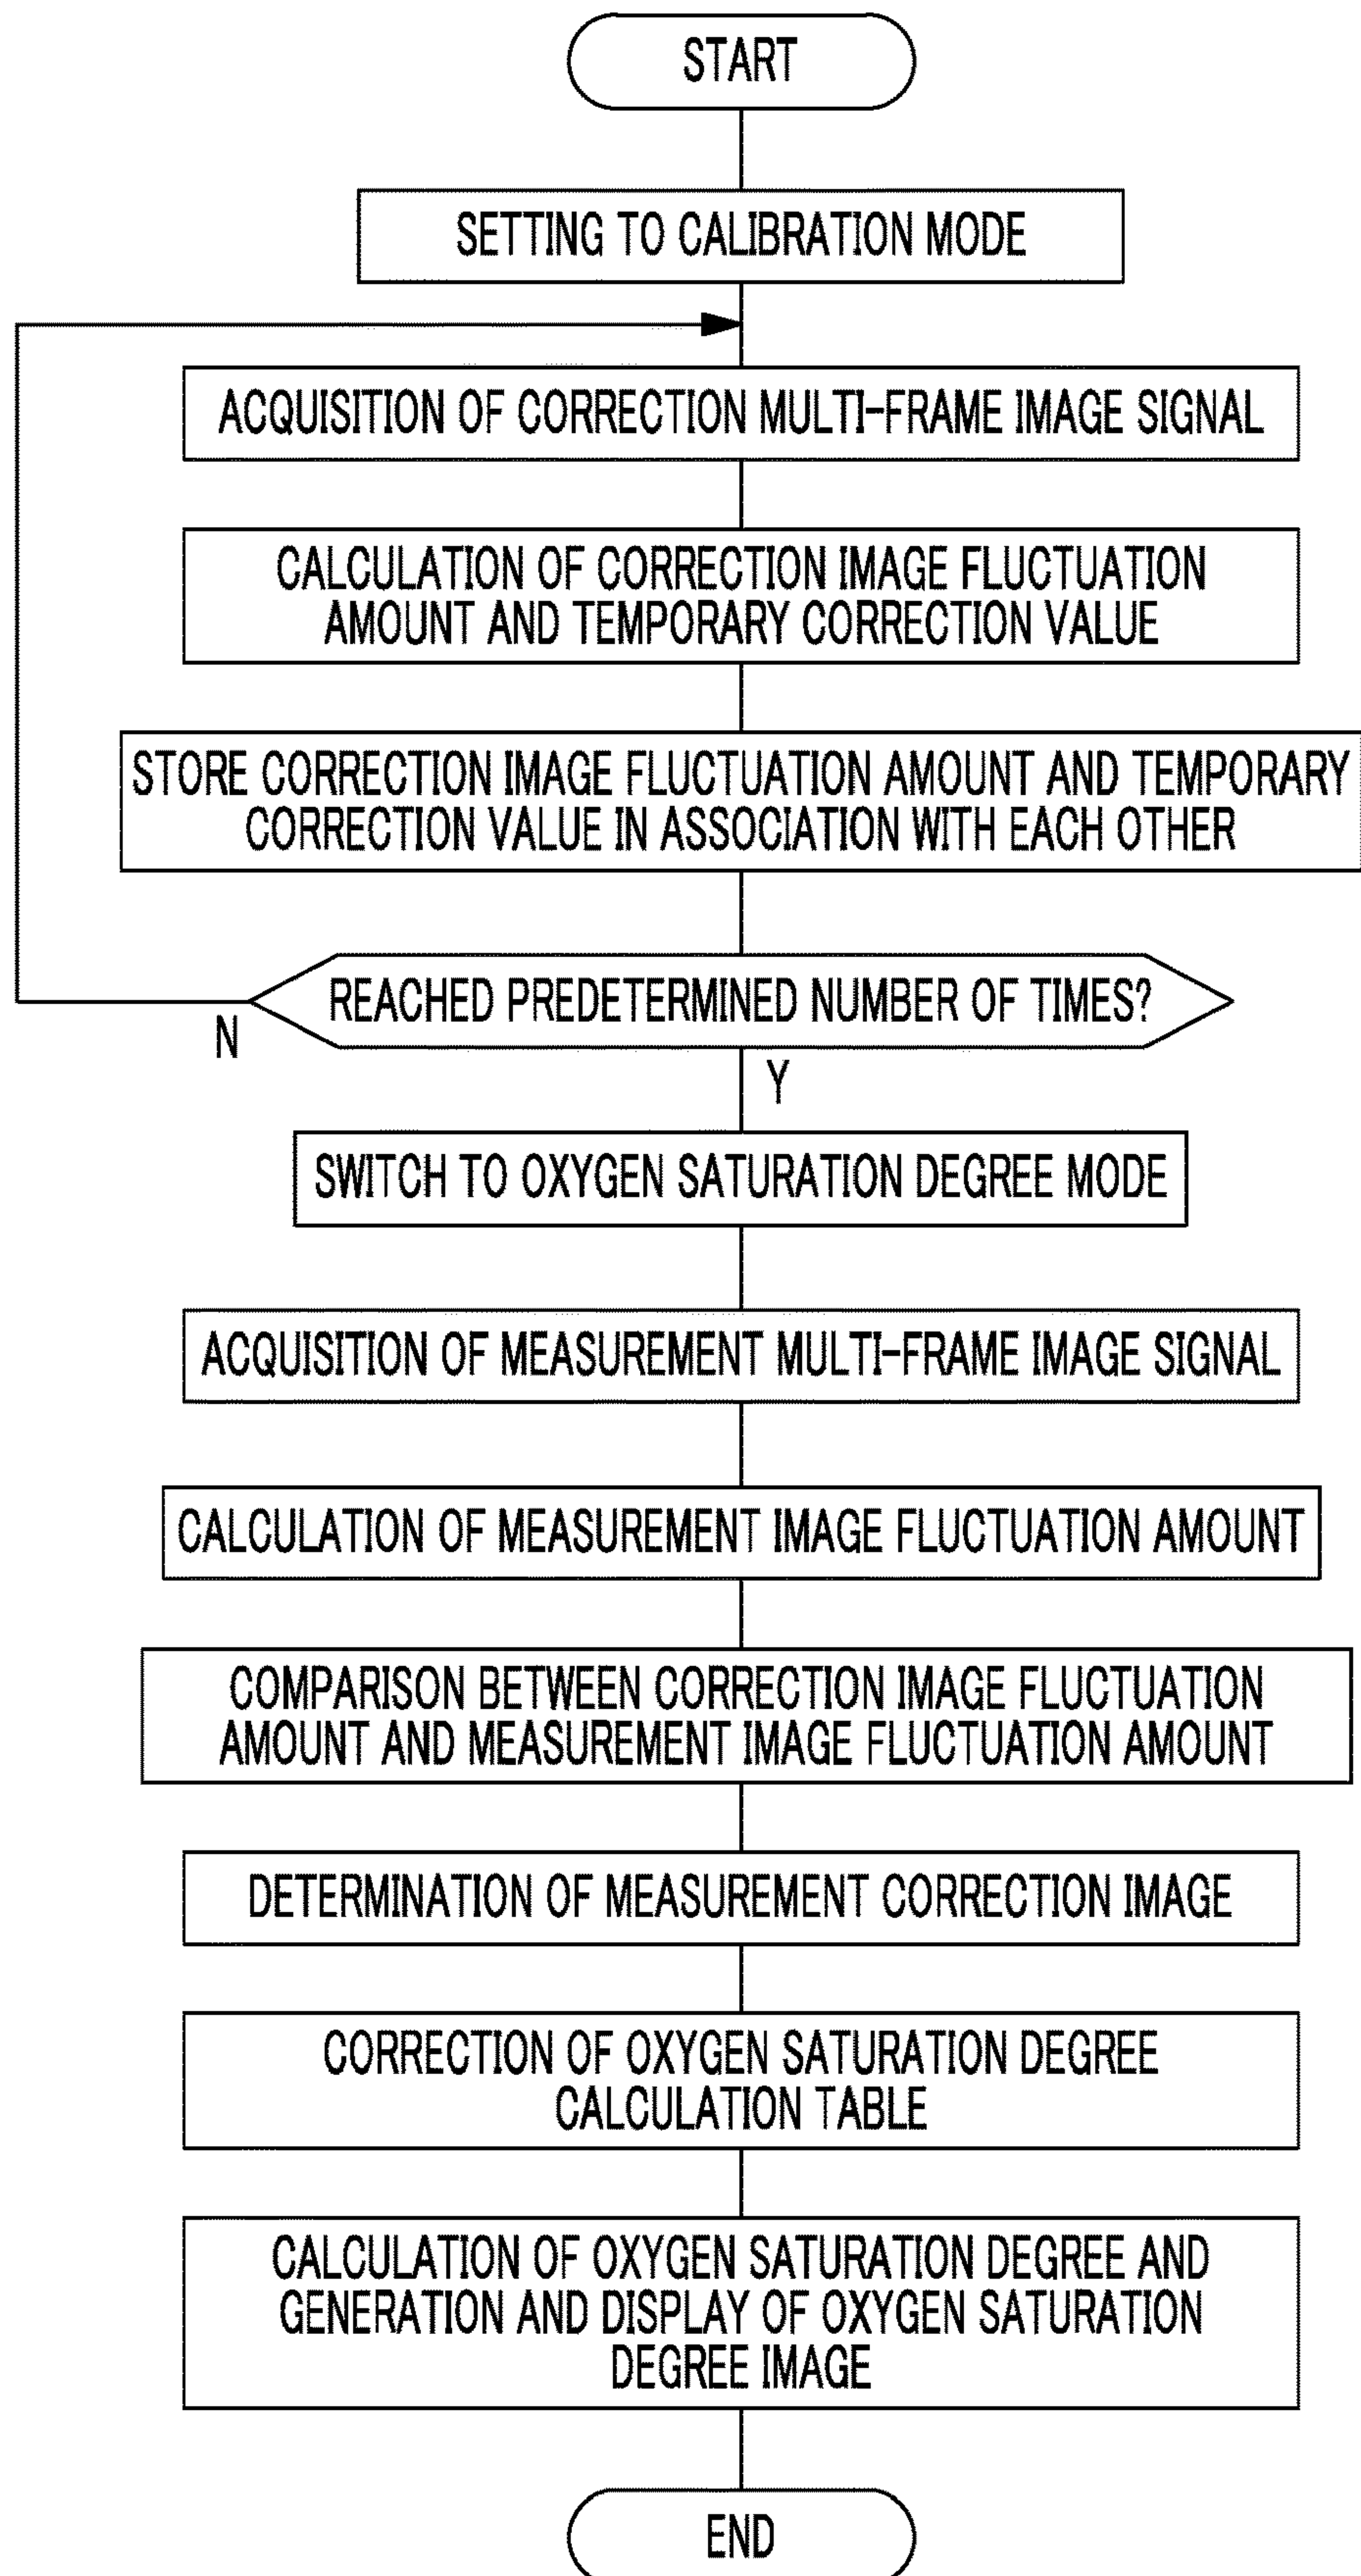 START
SETTING TO CALIBRATION MODE
ACQUISITION OF CORRECTION MULTI-FRAME IMAGE SIGNAL
CALCULATION OF CORRECTION IMAGE FLUCTUATION
AMOUNT AND TEMPORARY CORRECTION VALUE
STORE CORRECTION IMAGE FLUCTUATION AMOUNT AND TEMPORARY
CORRECTION VALUE IN ASSOCIATION WITH EACH OTHER
REACHED PREDETERMINED NUMBER OF TIMES?
N
Y
SWITCH TO OXYGEN SATURATION DEGREE MODE
ACQUISITION OF MEASUREMENT MULTI-FRAME IMAGE SIGNAL
CALCULATION OF MEASUREMENT IMAGE FLUCTUATION AMOUNT
COMPARISON BETWEEN CORRECTION IMAGE FLUCTUATION
AMOUNT AND MEASUREMENT IMAGE FLUCTUATION AMOUNT
DETERMINATION OF MEASUREMENT CORRECTION IMAGE
CORRECTION OF OXYGEN SATURATION DEGREE
CALCULATION TABLE
CALCULATION OF OXYGEN SATURATION DEGREE AND
GENERATION AND DISPLAY OF OXYGEN SATURATION
DEGREE IMAGE
END